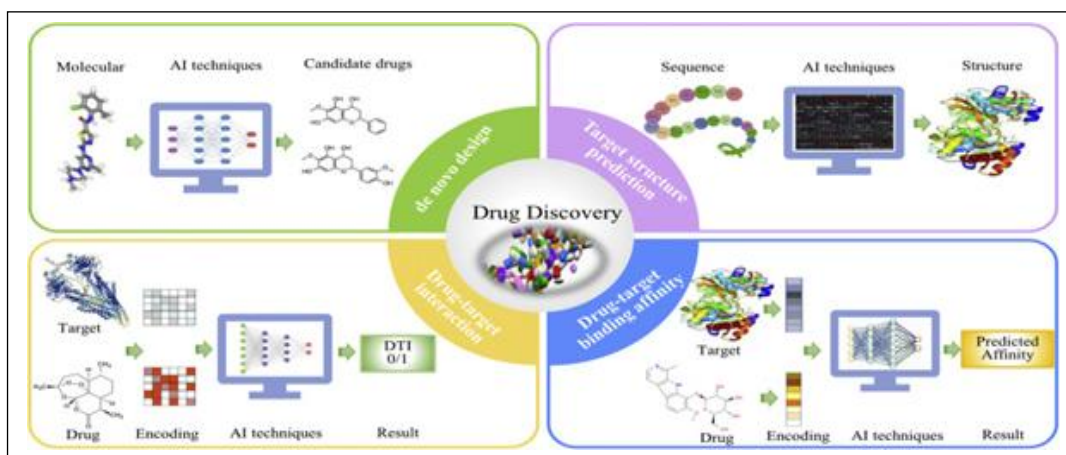 Molecular
AI techniques
Candidate drugs
de novo design
Sequence
AI techniques
Structure
Target structure
prediction
Drug Discovery
Target
Drug
Encoding
AI techniques
DTI
0/1
Result
Drug-target
interaction
Drug-target
binding affinity
Target
Drug
Encoding
AI techniques
Predicted
Affinity
Result